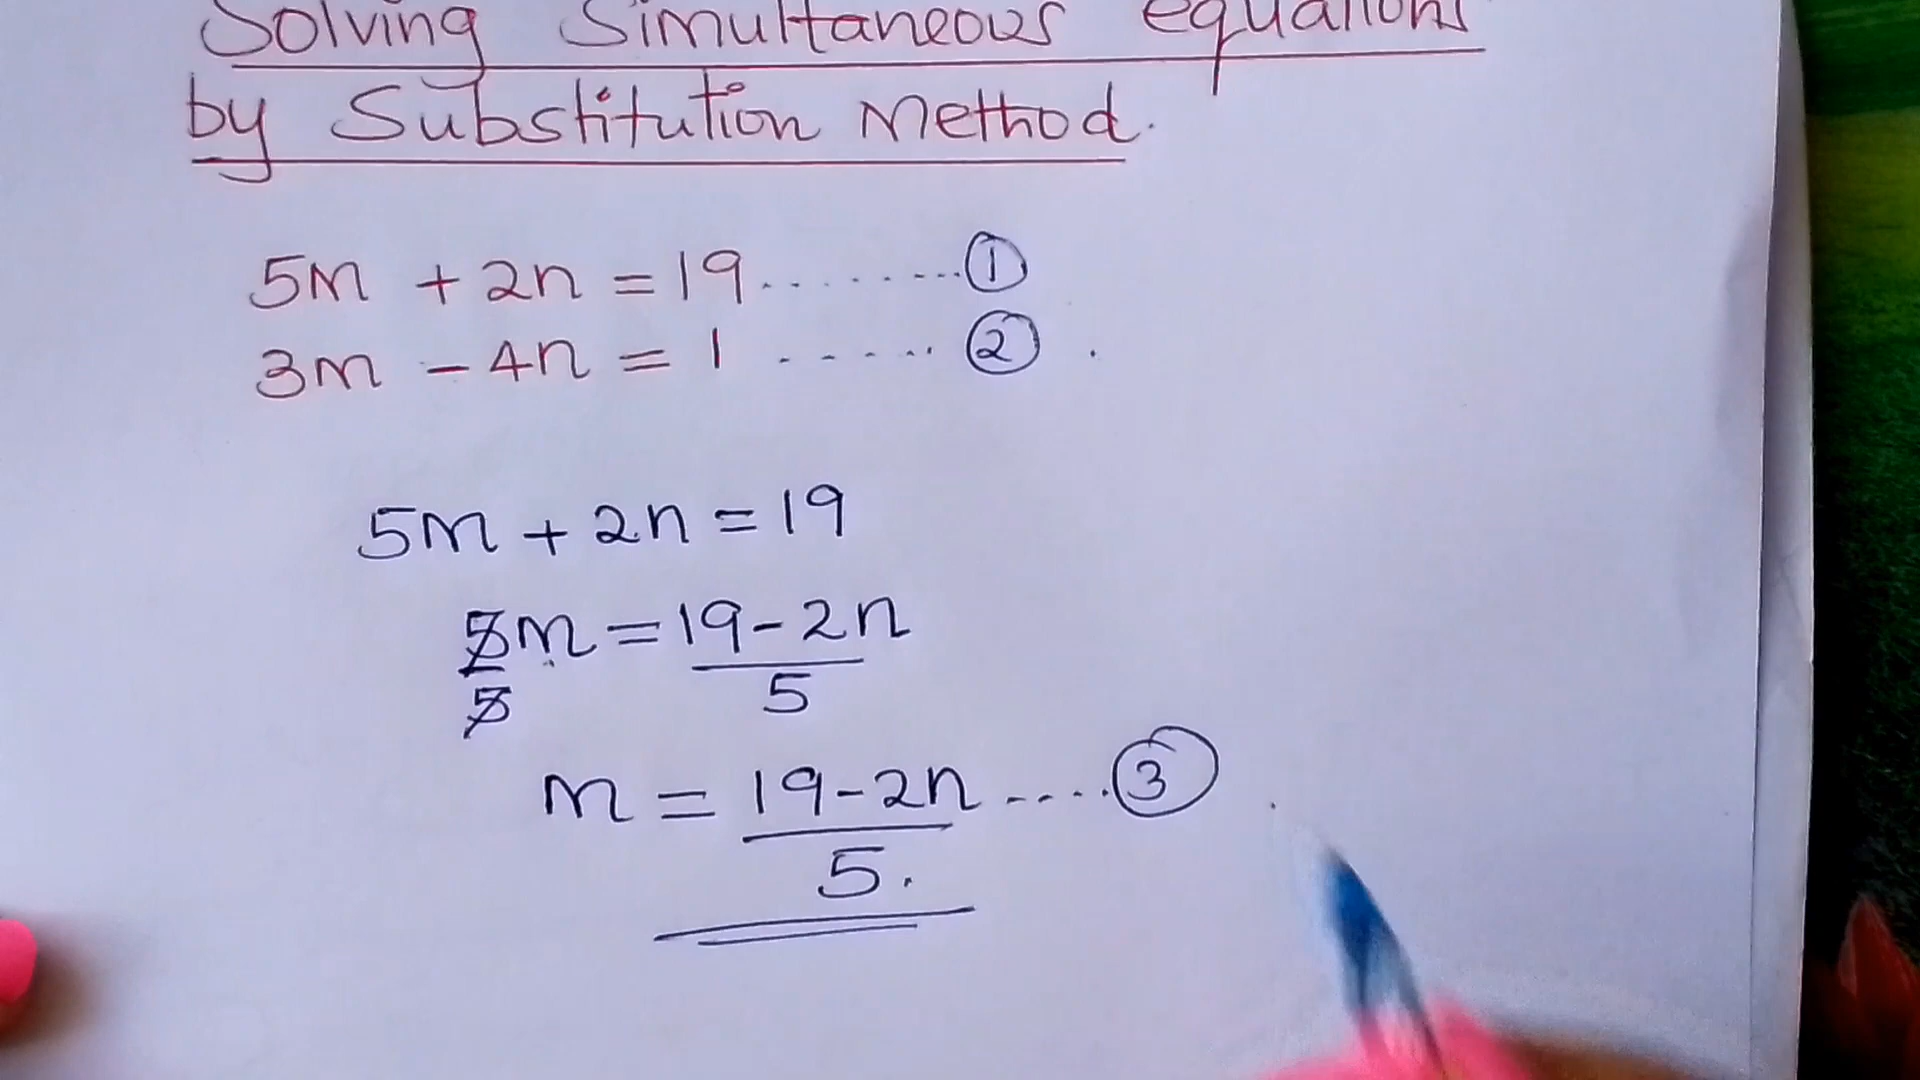 Solving Simultaneous equations
by Substitution Method.
5m + 2n = 19 ........ ①
3m - 4n = 1 ..... ② .
5m + 2n = 19
5m = 19 - 2n
5 5
m = 19 - 2n .... ③
5.